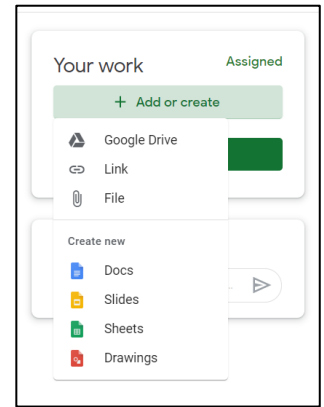 Your work
Assigned
+ Add or create
Google Drive
Link
File
Create new
Docs
Slides
Sheets
Drawings